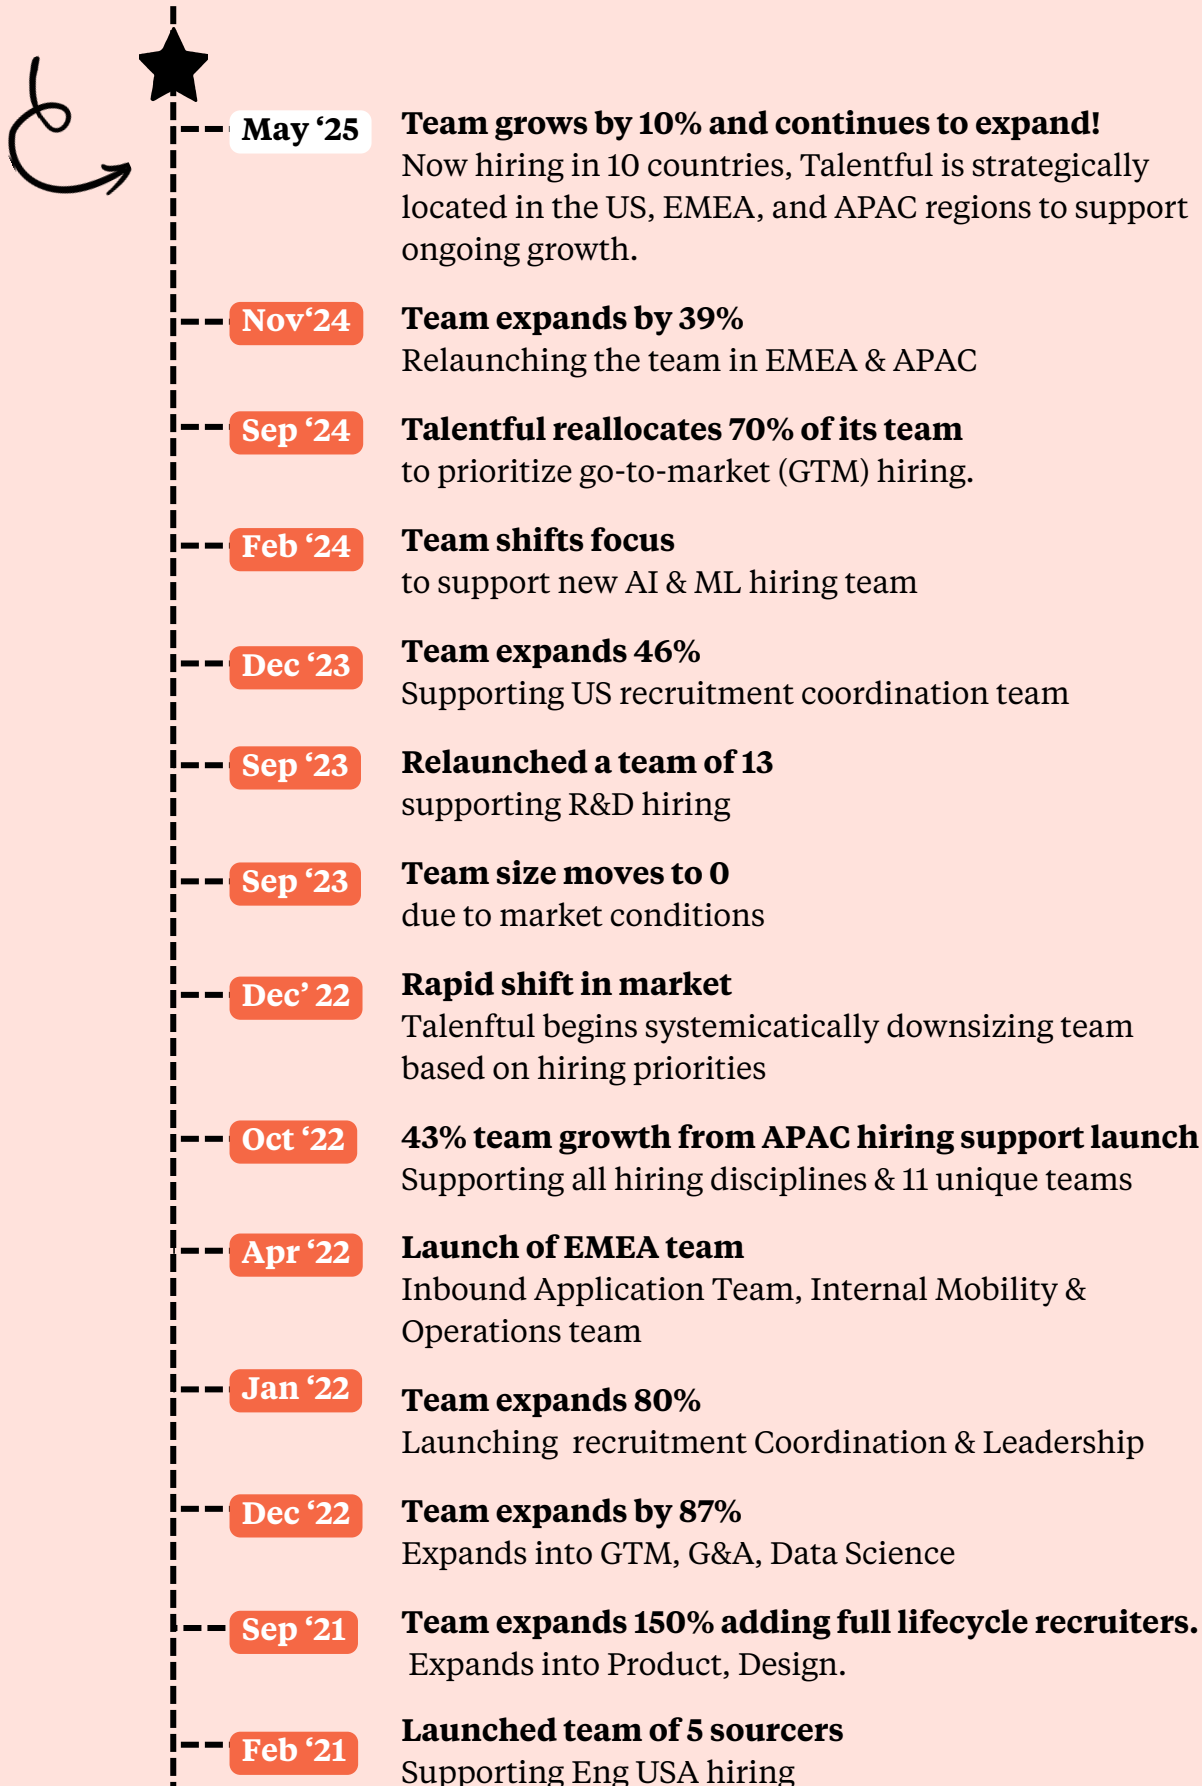 May ‘25
Team grows by 10% and continues to expand!
Now hiring in 10 countries, Talentful is strategically
located in the US, EMEA, and APAC regions to support
ongoing growth.
Nov‘24
Team expands by 39%
Relaunching the team in EMEA & APAC
Sep ‘24
Talentful reallocates 70% of its team
to prioritize go-to-market (GTM) hiring.
Feb ‘24
Team shifts focus
to support new AI & ML hiring team
Dec ‘23
Team expands 46%
Supporting US recruitment coordination team
Sep ‘23
Relaunched a team of 13
supporting R&D hiring
Sep ‘23
Team size moves to 0
due to market conditions
Dec’ 22
Rapid shift in market
Talenftul begins systemicatically downsizing team
based on hiring priorities
Oct ‘22
43% team growth from APAC hiring support launch
Supporting all hiring disciplines & 11 unique teams
Apr ‘22
Launch of EMEA team
Inbound Application Team, Internal Mobility &
Operations team
Jan ‘22
Team expands 80%
Launching recruitment Coordination & Leadership
Dec ‘22
Team expands by 87%
Expands into GTM, G&A, Data Science
Sep ‘21
Team expands 150% adding full lifecycle recruiters.
Expands into Product, Design.
Feb ‘21
Launched team of 5 sourcers
Supporting Eng USA hiring